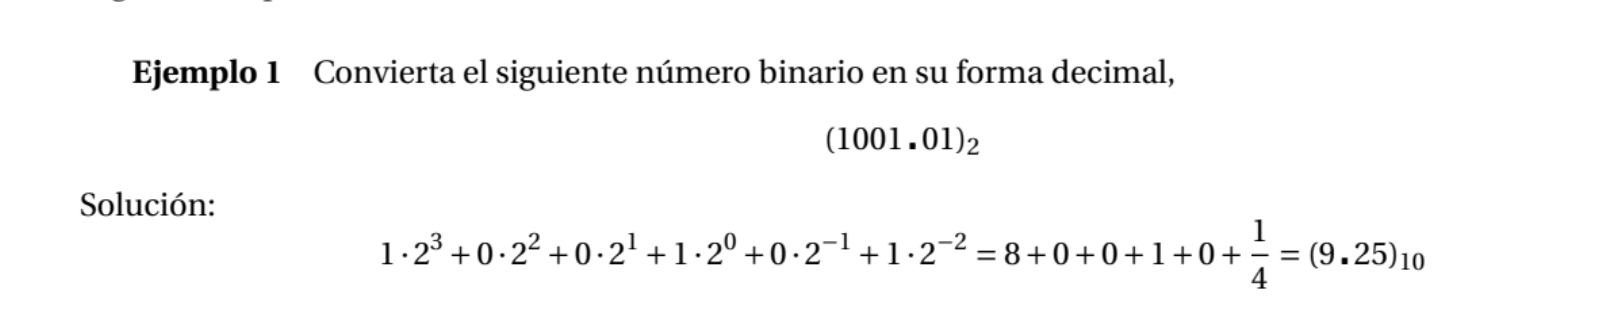 Ejemplo 1 Convierta el siguiente número binario en su forma decimal,
(1001.01)₂
Solución:
1·2³+0·2²+0·2¹+1·2⁰+0·2⁻¹+1·2⁻²=8+0+0+1+0+1/4=(9.25)₁₀